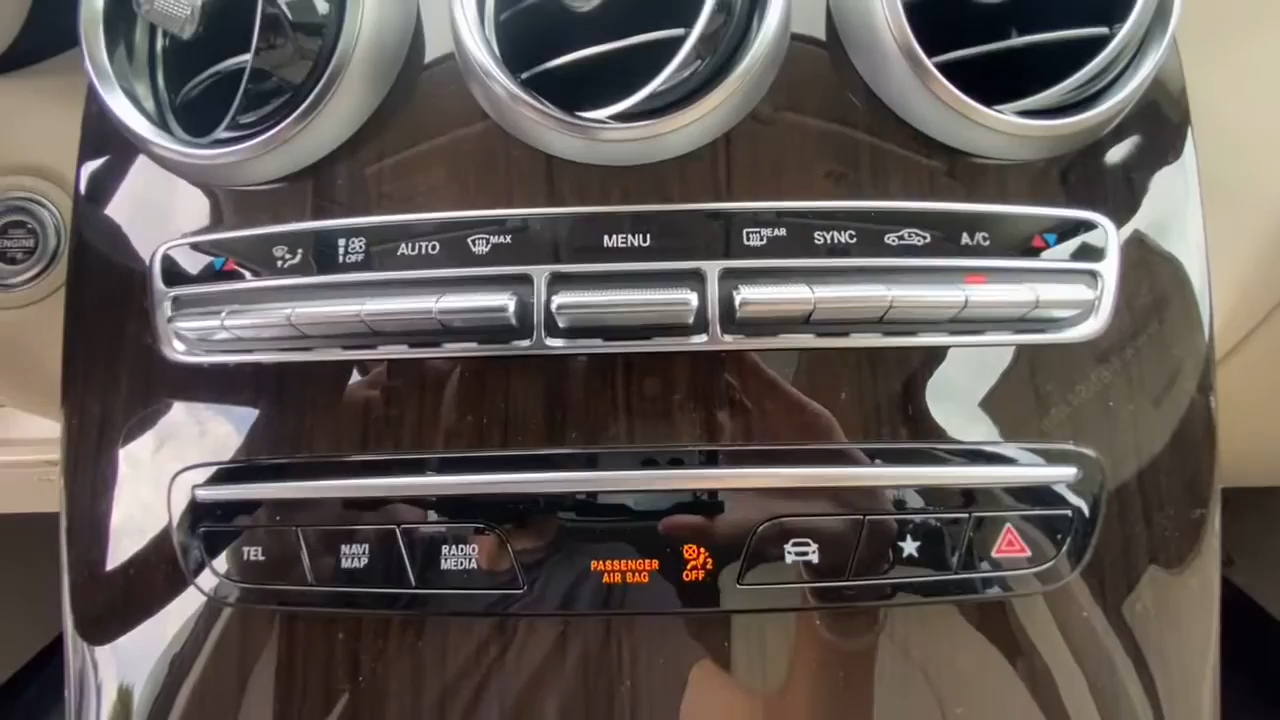 ENGINE
OFF
AUTO
MAX
MENU
REAR
SYNC
A/C
TEL
NAVI
MAP
RADIO
MEDIA
PASSENGER
AIR BAG
2
OFF